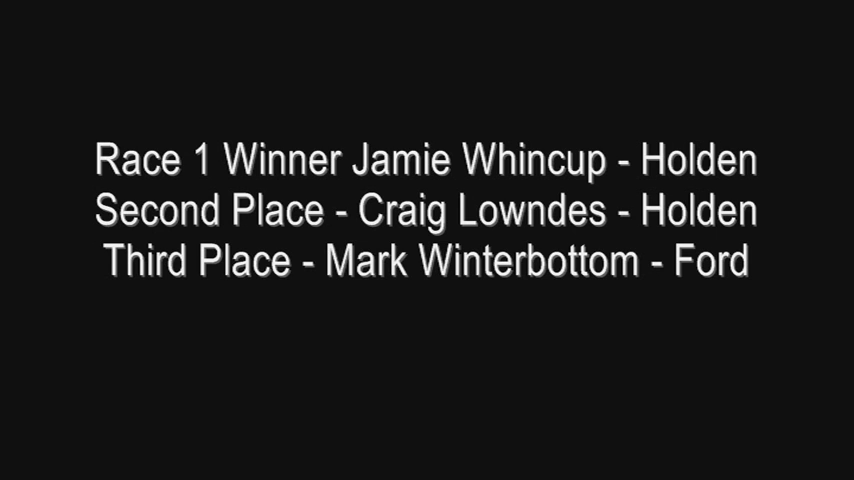 Race 1 Winner Jamie Whincup - Holden
Second Place - Craig Lowndes - Holden
Third Place - Mark Winterbottom - Ford